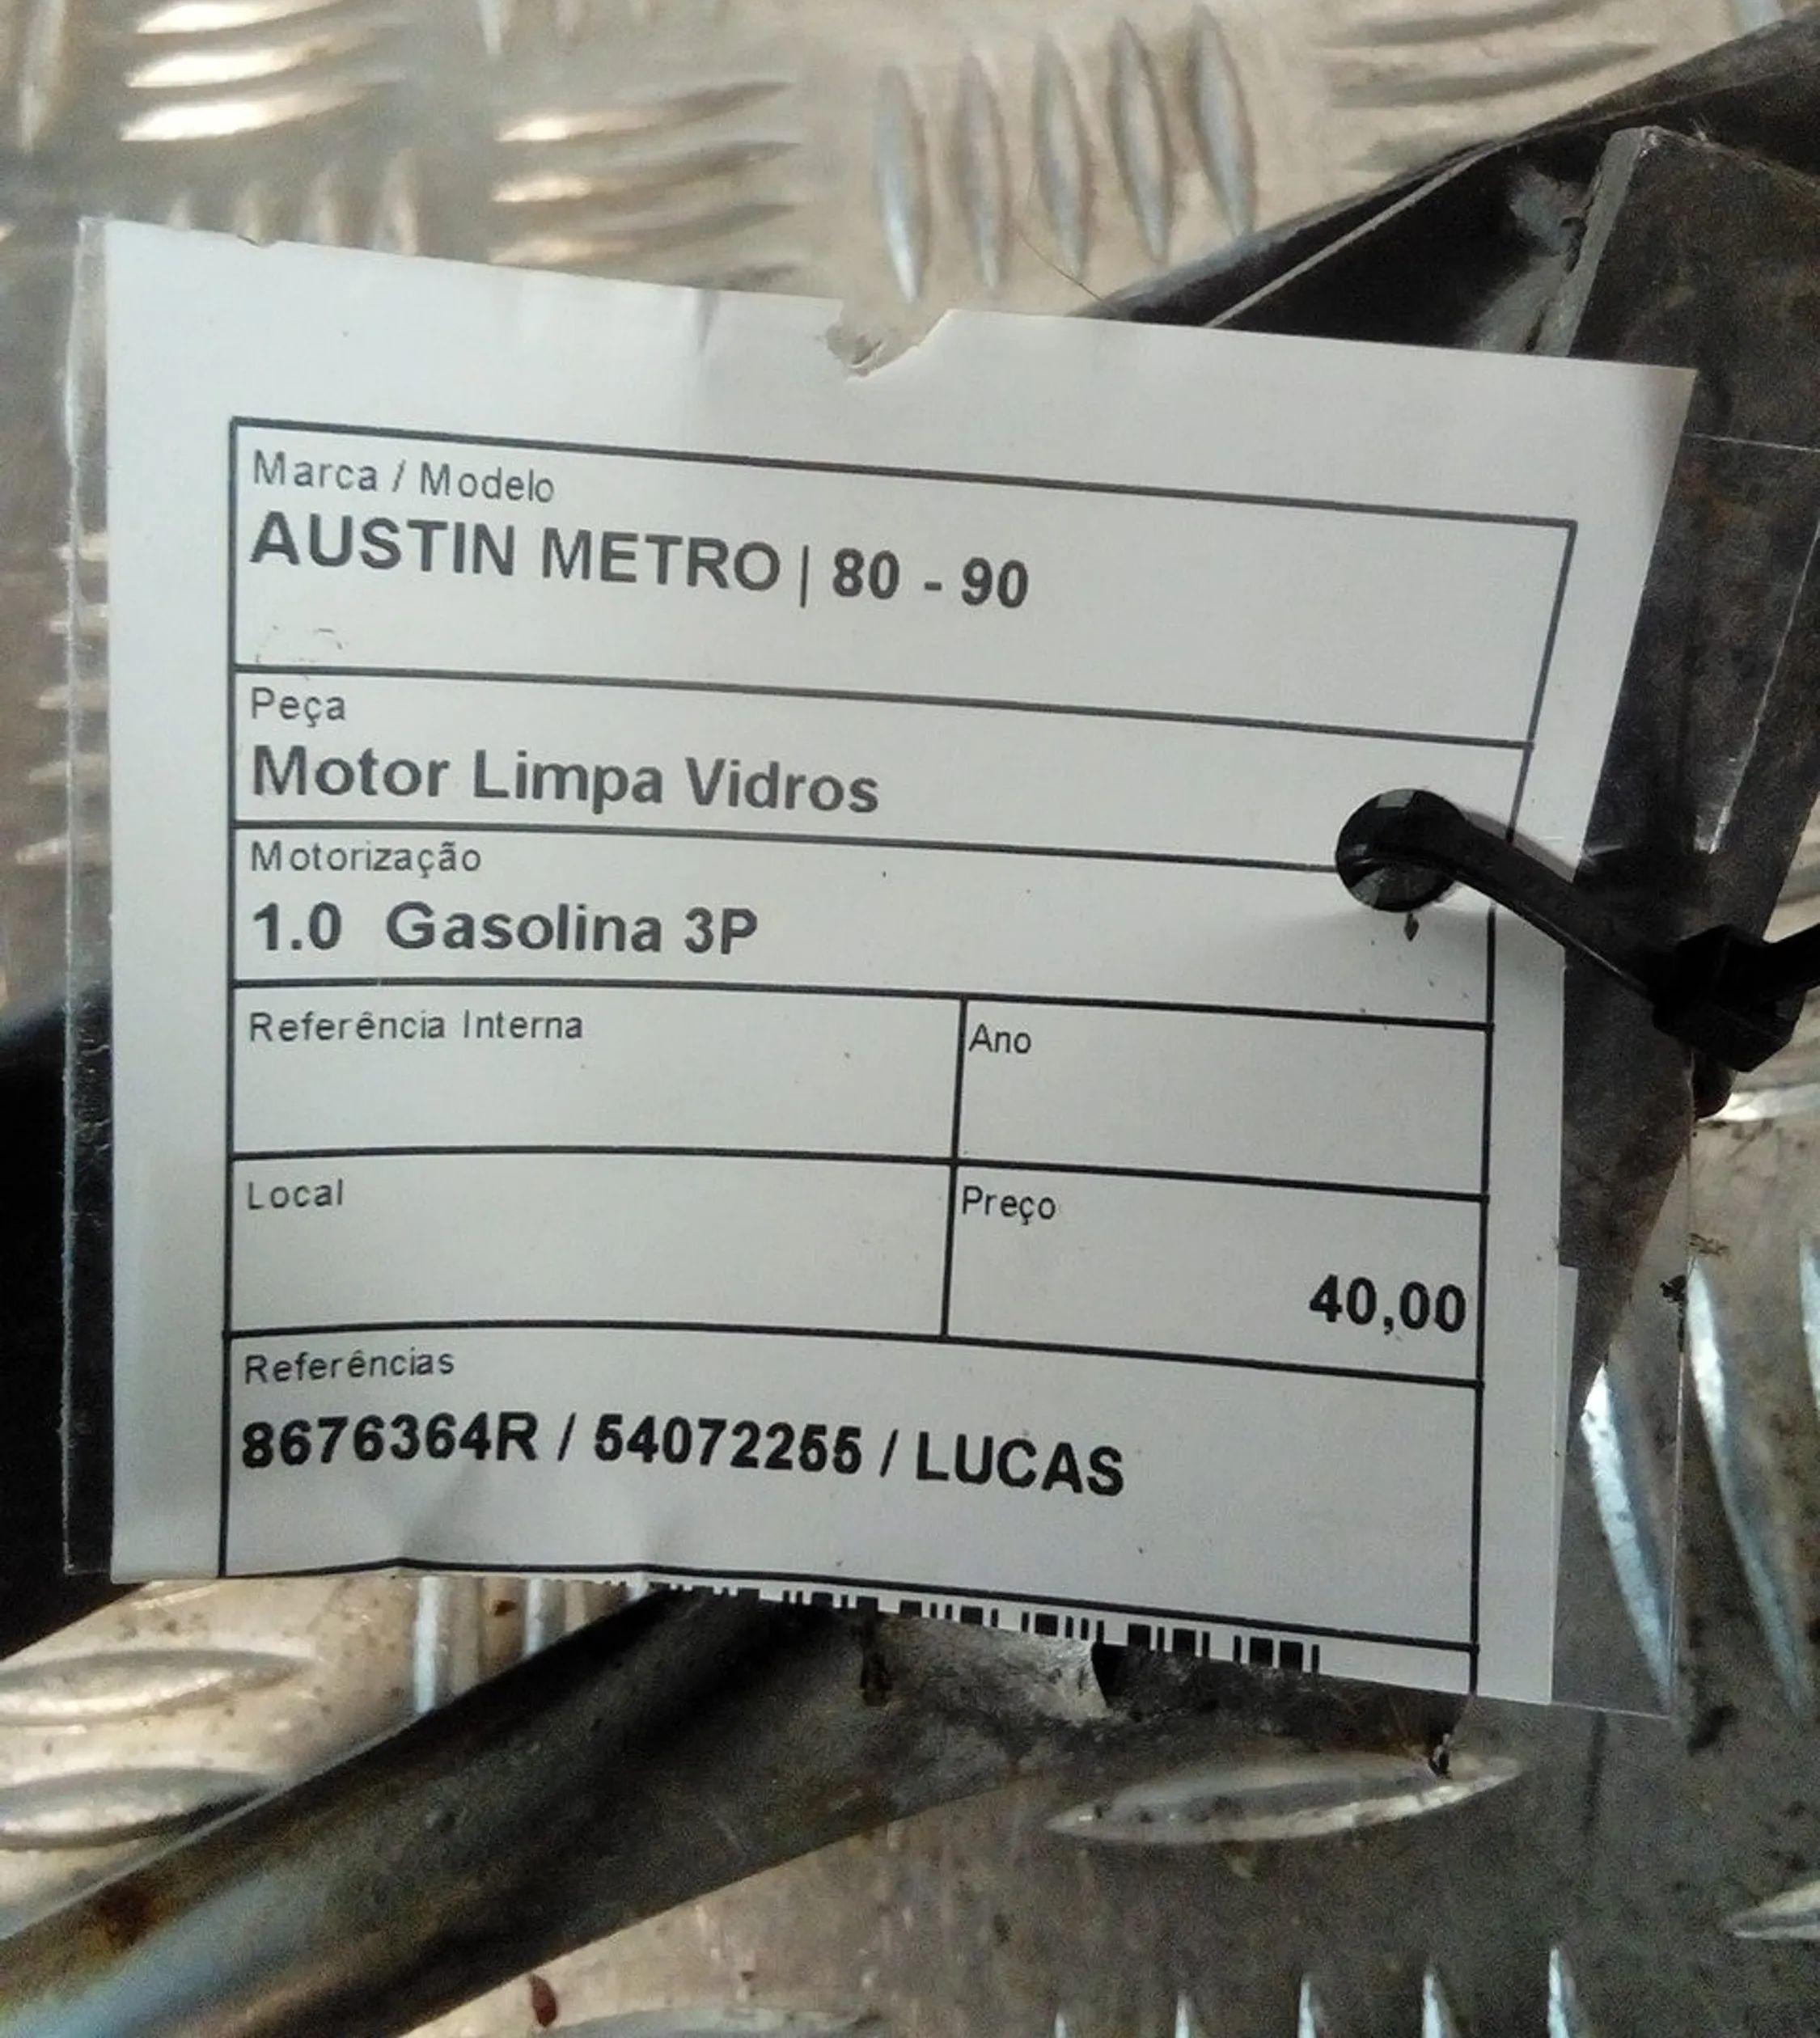 Marca / Modelo
AUSTIN METRO | 80 - 90
Peça
Motor Limpa Vidros
Motorização
1.0 Gasolina 3P
Referência Interna
Ano
Local
Preço
40,00
Referências
8676364R / 54072255 / LUCAS